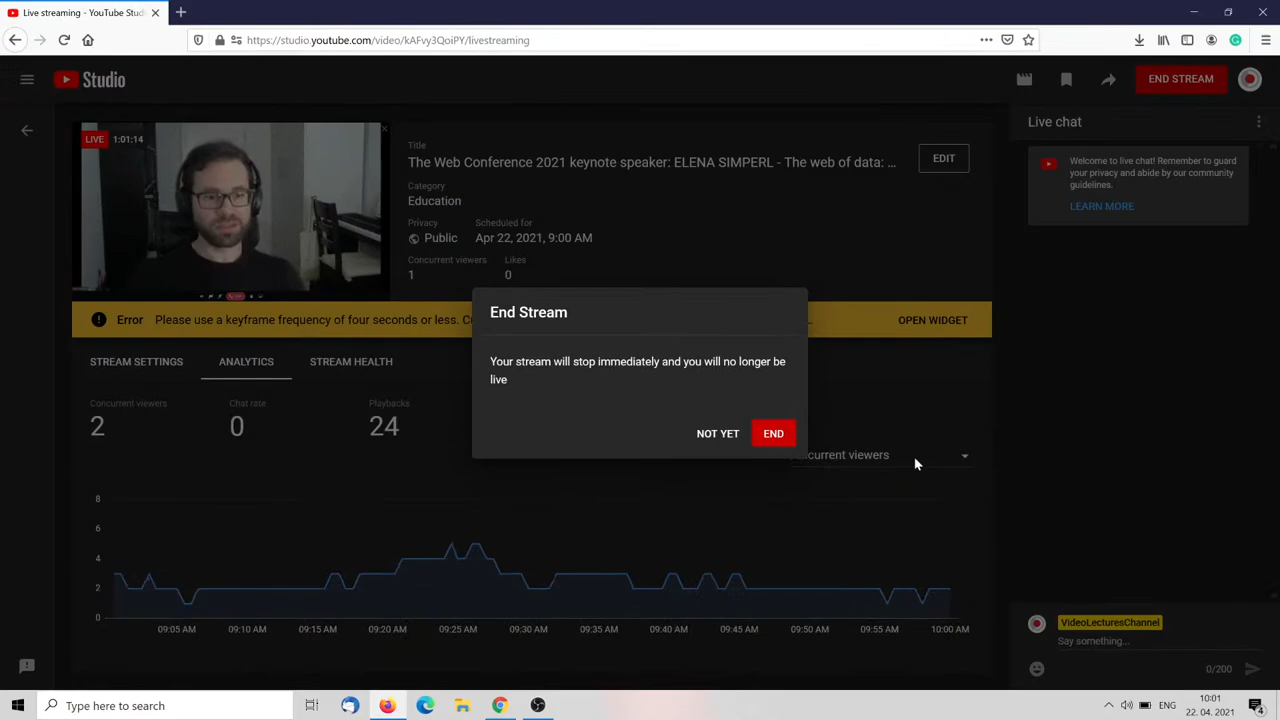 Live streaming - YouTube Stud
https://studio.youtube.com/video/kAFvy3QoiPY/livestreaming
Studio
END STREAM
LIVE 1:01:14
Title
The Web Conference 2021 keynote speaker: ELENA SIMPERL - The web of data: ...
EDIT
Category
Education
Privacy
Scheduled for
Public
Apr 22, 2021, 9:00 AM
Concurrent viewers
Likes
1
0
Live chat
Welcome to live chat! Remember to guard
your privacy and abide by our community
guidelines.
LEARN MORE
Error Please use a keyframe frequency of four seconds or less.
OPEN WIDGET
End Stream
Your stream will stop immediately and you will no longer be
live
NOT YET
END
STREAM SETTINGS
ANALYTICS
STREAM HEALTH
Concurrent viewers
Chat rate
Playbacks
2
0
24
current viewers
8
6
4
2
0
09:05 AM 09:10 AM 09:15 AM 09:20 AM 09:25 AM 09:30 AM 09:35 AM 09:40 AM 09:45 AM 09:50 AM 09:55 AM 10:00 AM
VideoLecturesChannel
Say something...
0/200
Type here to search
ENG
10:01
22. 04. 2021
4